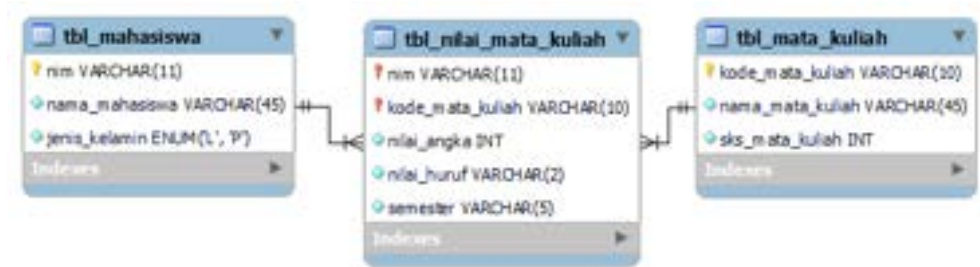 tbl_mahasiswa
nim VARCHAR(11)
nama_mahasiswa VARCHAR(45)
jenis_kelamin ENUM('L', 'P')
Indexes
tbl_nilai_mata_kuliah
nim VARCHAR(11)
kode_mata_kuliah VARCHAR(10)
nilai_angka INT
nilai_huruf VARCHAR(2)
semester VARCHAR(5)
Indexes
tbl_mata_kuliah
kode_mata_kuliah VARCHAR(10)
nama_mata_kuliah VARCHAR(45)
sks_mata_kuliah INT
Indexes